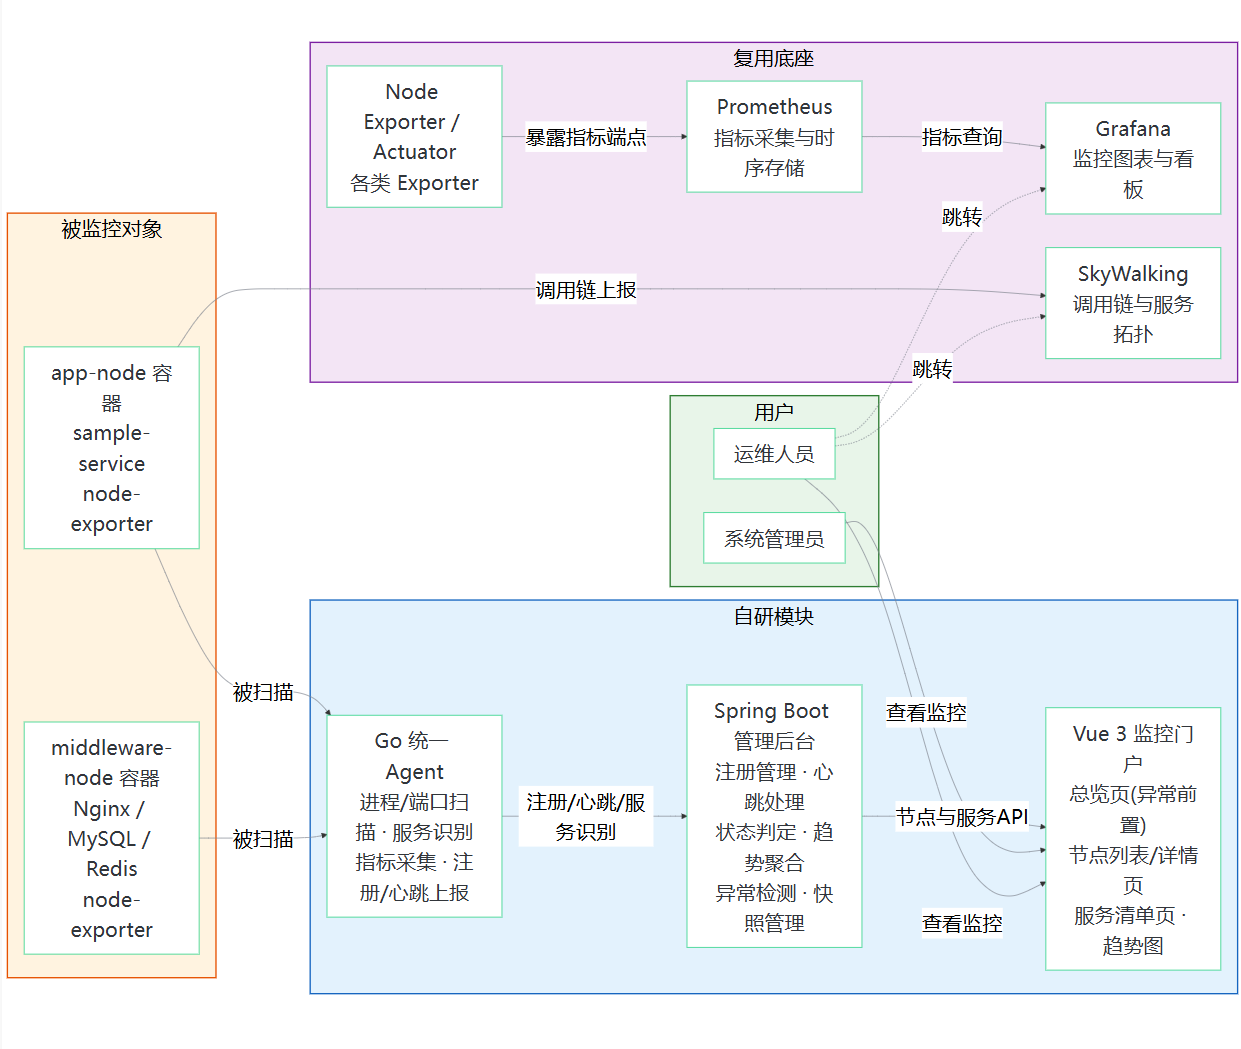 复用底座
Node
Exporter /
Actuator
各类 Exporter
暴露指标端点
Prometheus
指标采集与时
序存储
指标查询
Grafana
监控图表与看
板
跳转
被监控对象
调用链上报
SkyWalking
调用链与服务
拓扑
跳转
app-node 容
器
sample-
service
node-
exporter
用户
运维人员
系统管理员
自研模块
被扫描
middleware-
node 容器
Nginx /
MySQL /
Redis
node-
exporter
被扫描
Go 统一
Agent
进程/端口扫
描 · 服务识别
指标采集 · 注
册/心跳上报
注册/心跳/服
务识别
Spring Boot
管理后台
注册管理 · 心
跳处理
状态判定 · 趋
势聚合
异常检测 · 快
照管理
查看监控
节点与服务API
查看监控
Vue 3 监控门
户
总览页(异常前
置)
节点列表/详情
页
服务清单页 ·
趋势图